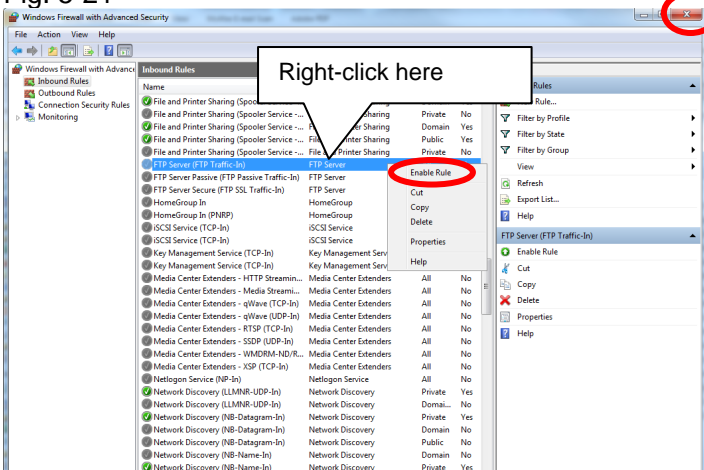 Windows Firewall with Advanced Security
File Action View Help
Windows Firewall with Advance
Inbound Rules
Outbound Rules
Connection Security Rules
Monitoring
Inbound Rules
Name
Right-click here
File and Printer Sharing (Spooler Service -...
File and Printer Sharing (Spooler Service -... Sharing Private No
File and Printer Sharing (Spooler Service -... Sharing Domain Yes
File and Printer Sharing (Spooler Service -... File Sharing Public Yes
File and Printer Sharing (Spooler Service -... File and Printer Sharing Private No
FTP Server (FTP Traffic-In) FTP Server
FTP Server Passive (FTP Passive Traffic-In) FTP Server
FTP Server Secure (FTP SSL Traffic-In) FTP Server
HomeGroup In HomeGroup
HomeGroup In (PNRP) HomeGroup
iSCSI Service (TCP-In) iSCSI Service
iSCSI Service (TCP-In) iSCSI Service
Key Management Service (TCP-In) Key Management Serv
Key Management Service (TCP-In) Key Management Serv
Media Center Extenders - HTTP Streamin... Media Center Extenders All No
Media Center Extenders - Media Streami... Media Center Extenders All No
Media Center Extenders - qWave (TCP-In) Media Center Extenders All No
Media Center Extenders - qWave (UDP-In) Media Center Extenders All No
Media Center Extenders - RTSP (TCP-In) Media Center Extenders All No
Media Center Extenders - SSDP (UDP-In) Media Center Extenders All No
Media Center Extenders - WMDRM-ND/R... Media Center Extenders All No
Media Center Extenders - XSP (TCP-In) Media Center Extenders All No
Netlogon Service (NP-In) Netlogon Service All No
Network Discovery (LLMNR-UDP-In) Network Discovery Private Yes
Network Discovery (LLMNR-UDP-In) Network Discovery Domai... No
Network Discovery (NB-Datagram-In) Network Discovery Private Yes
Network Discovery (NB-Datagram-In) Network Discovery Domain No
Network Discovery (NB-Datagram-In) Network Discovery Public No
Network Discovery (NB-Name-In) Network Discovery Domain No
Network Discovery (NB-Name-In) Network Discovery Private Yes
Enable Rule
Cut
Copy
Delete
Properties
Help
Rules
Rule...
Filter by Profile
Filter by State
Filter by Group
View
Refresh
Export List...
Help
FTP Server (FTP Traffic-In)
Enable Rule
Cut
Copy
Delete
Properties
Help